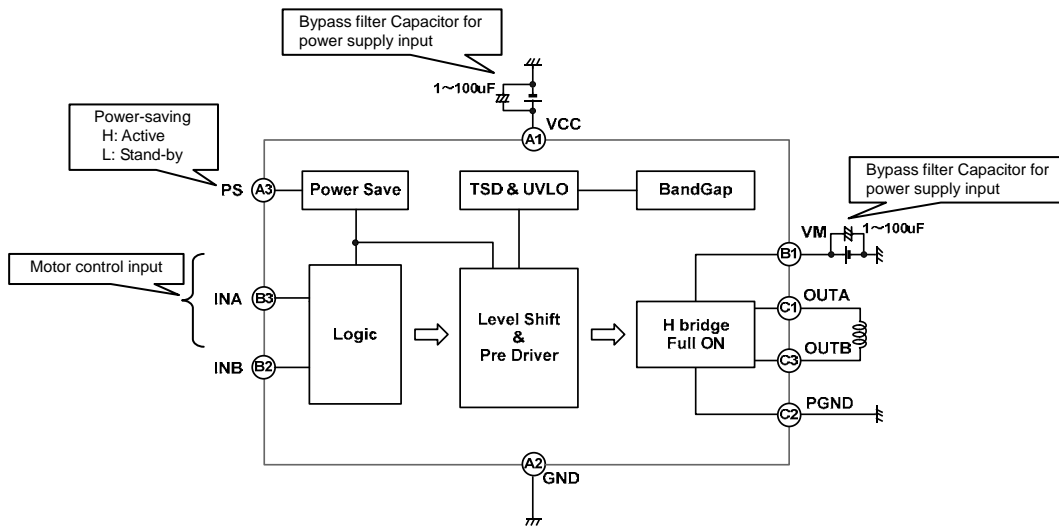 Bypass filter Capacitor for
power supply input
1～100uF
VCC
A1
Power-saving
H: Active
L: Stand-by
PS
A3
Power Save
TSD & UVLO
BandGap
Bypass filter Capacitor for
power supply input
VM
1～100uF
B1
Motor control input
INA
B3
INB
B2
Logic
Level Shift
&
Pre Driver
H bridge
Full ON
C1
OUTA
OUTB
C3
C2
PGND
A2
GND